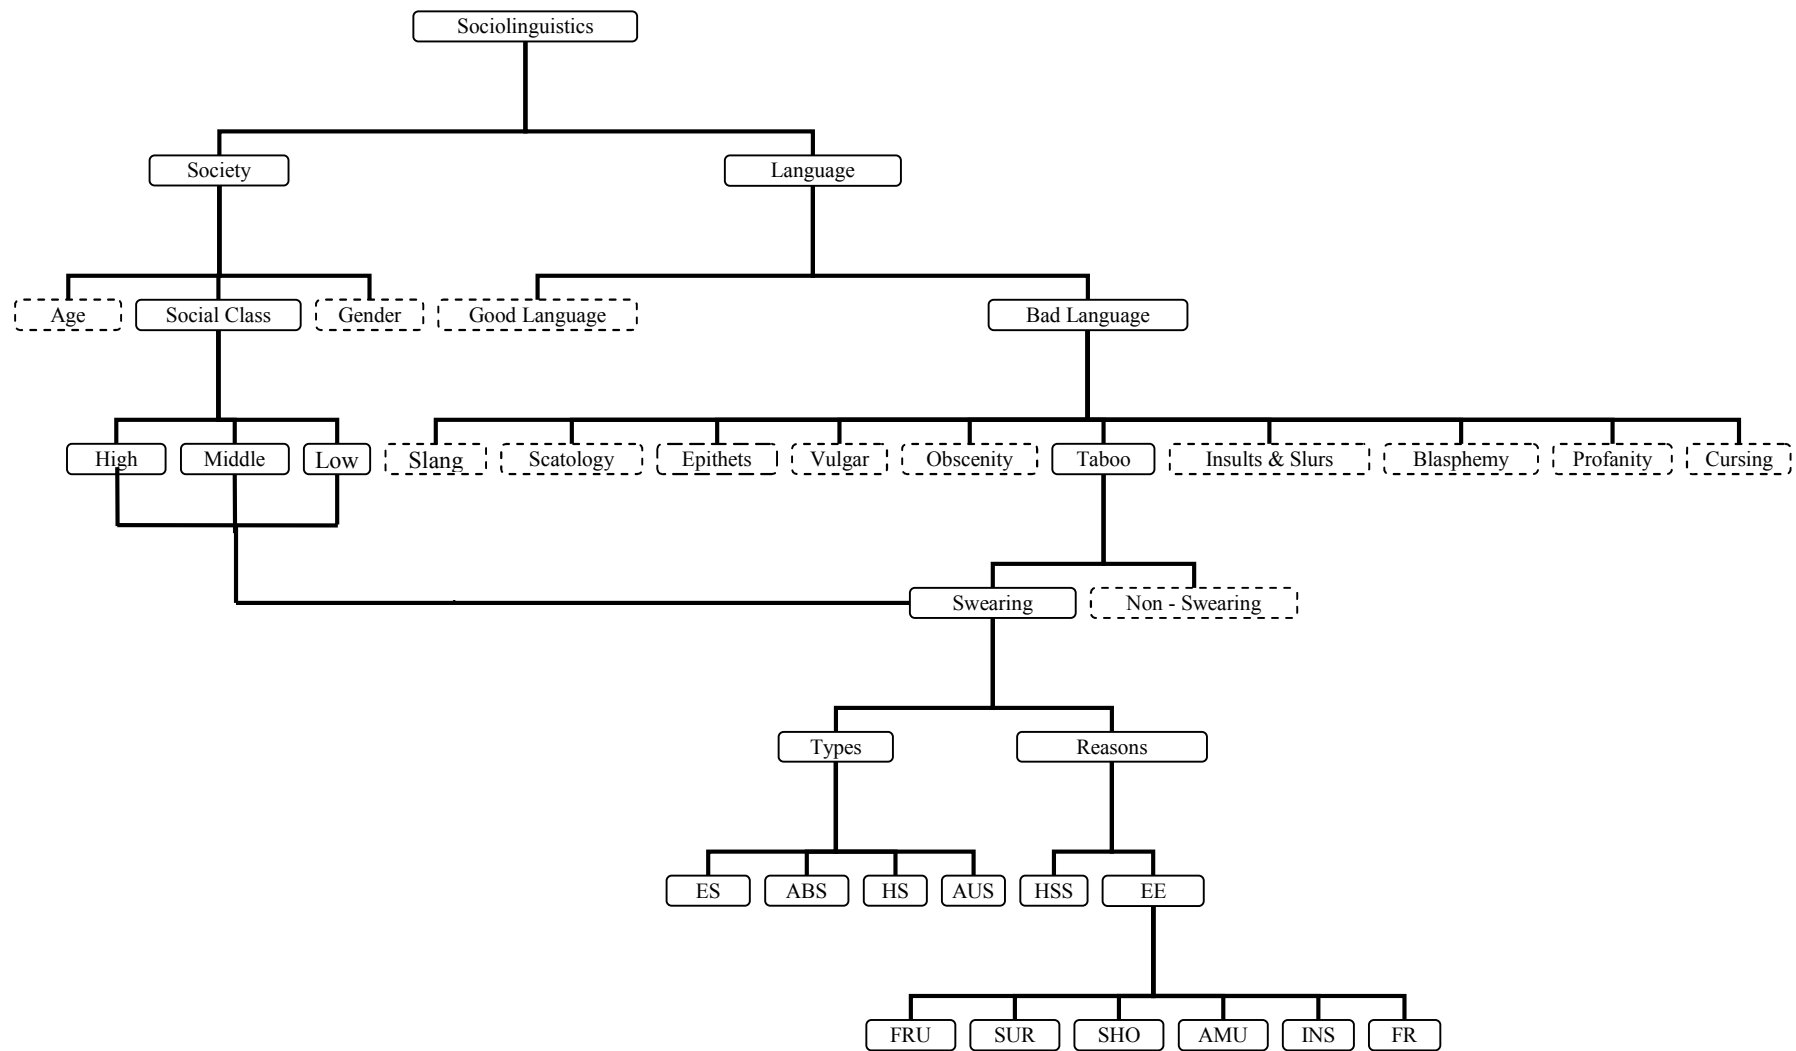 Sociolinguistics
Society
Language
Age
Social Class
Gender
Good Language
Bad Language
High
Middle
Low
Slang
Scatology
Epithets
Vulgar
Obscenity
Taboo
Insults & Slurs
Blasphemy
Profanity
Cursing
Swearing
Non - Swearing
Types
Reasons
ES
ABS
HS
AUS
HSS
EE
FRU
SUR
SHO
AMU
INS
FR